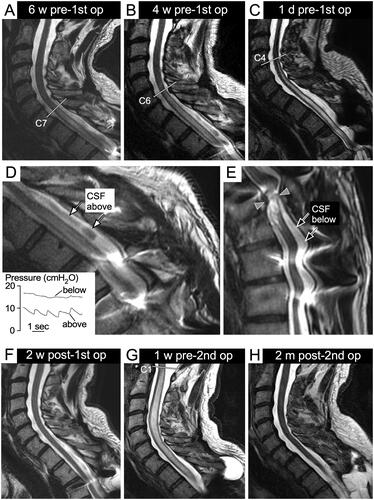 A 6 w pre-1st op
B 4 w pre-1st op
C 1 d pre-1st op
C7
C6
C4
D
CSF
above
E
CSF
below
Pressure (cmH2O)
20
10
0
below
above
1 sec
F 2 w post-1st op
G 1 w pre-2nd op
H 2 m post-2nd op
C1